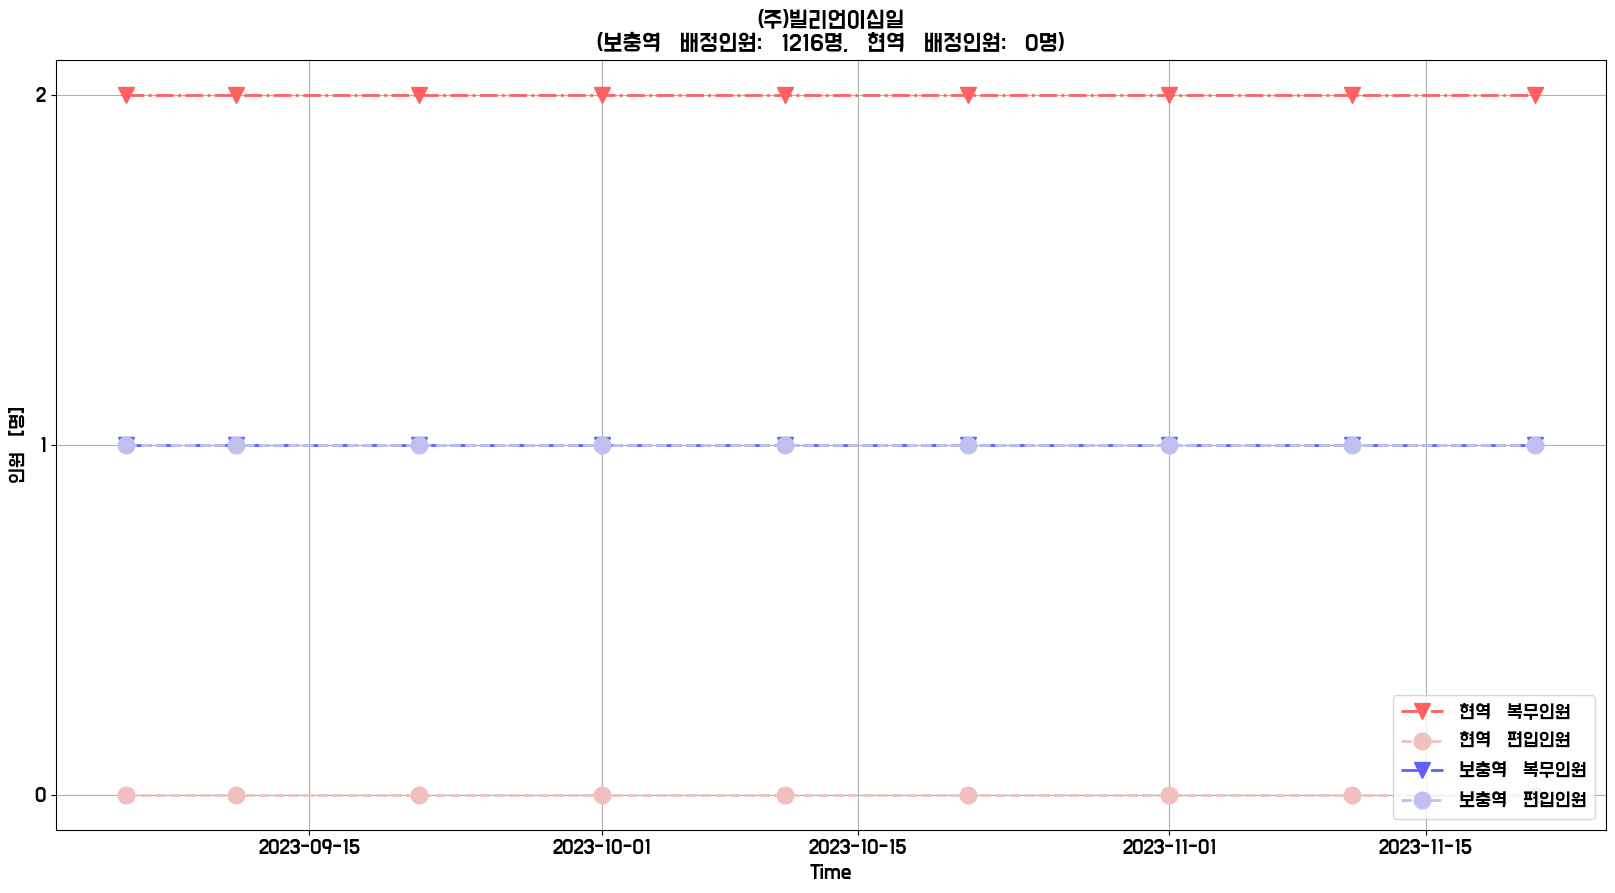 (주)빌리언이십일
(보충역 배정인원: 1216명, 현역 배정인원: 0명)
2
1
0
인원 [명]
2023-09-15
2023-10-01
2023-10-15
2023-11-01
2023-11-15
Time
현역 복무인원
현역 편입인원
보충역 복무인원
보충역 편입인원